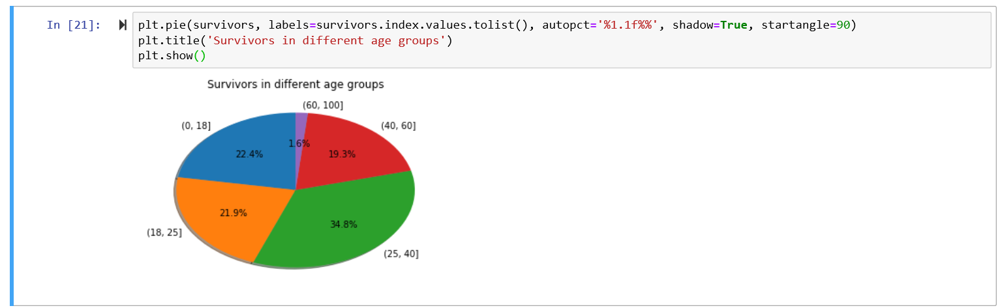 In [21]:
plt.pie(survivors, labels=survivors.index.values.tolist(), autopct='%1.1f%%', shadow=True, startangle=90)
plt.title('Survivors in different age groups')
plt.show()
Survivors in different age groups
(60, 100]
(0, 18]
(40, 60]
1.6%
22.4%
19.3%
21.9%
34.8%
(18, 25]
(25, 40]